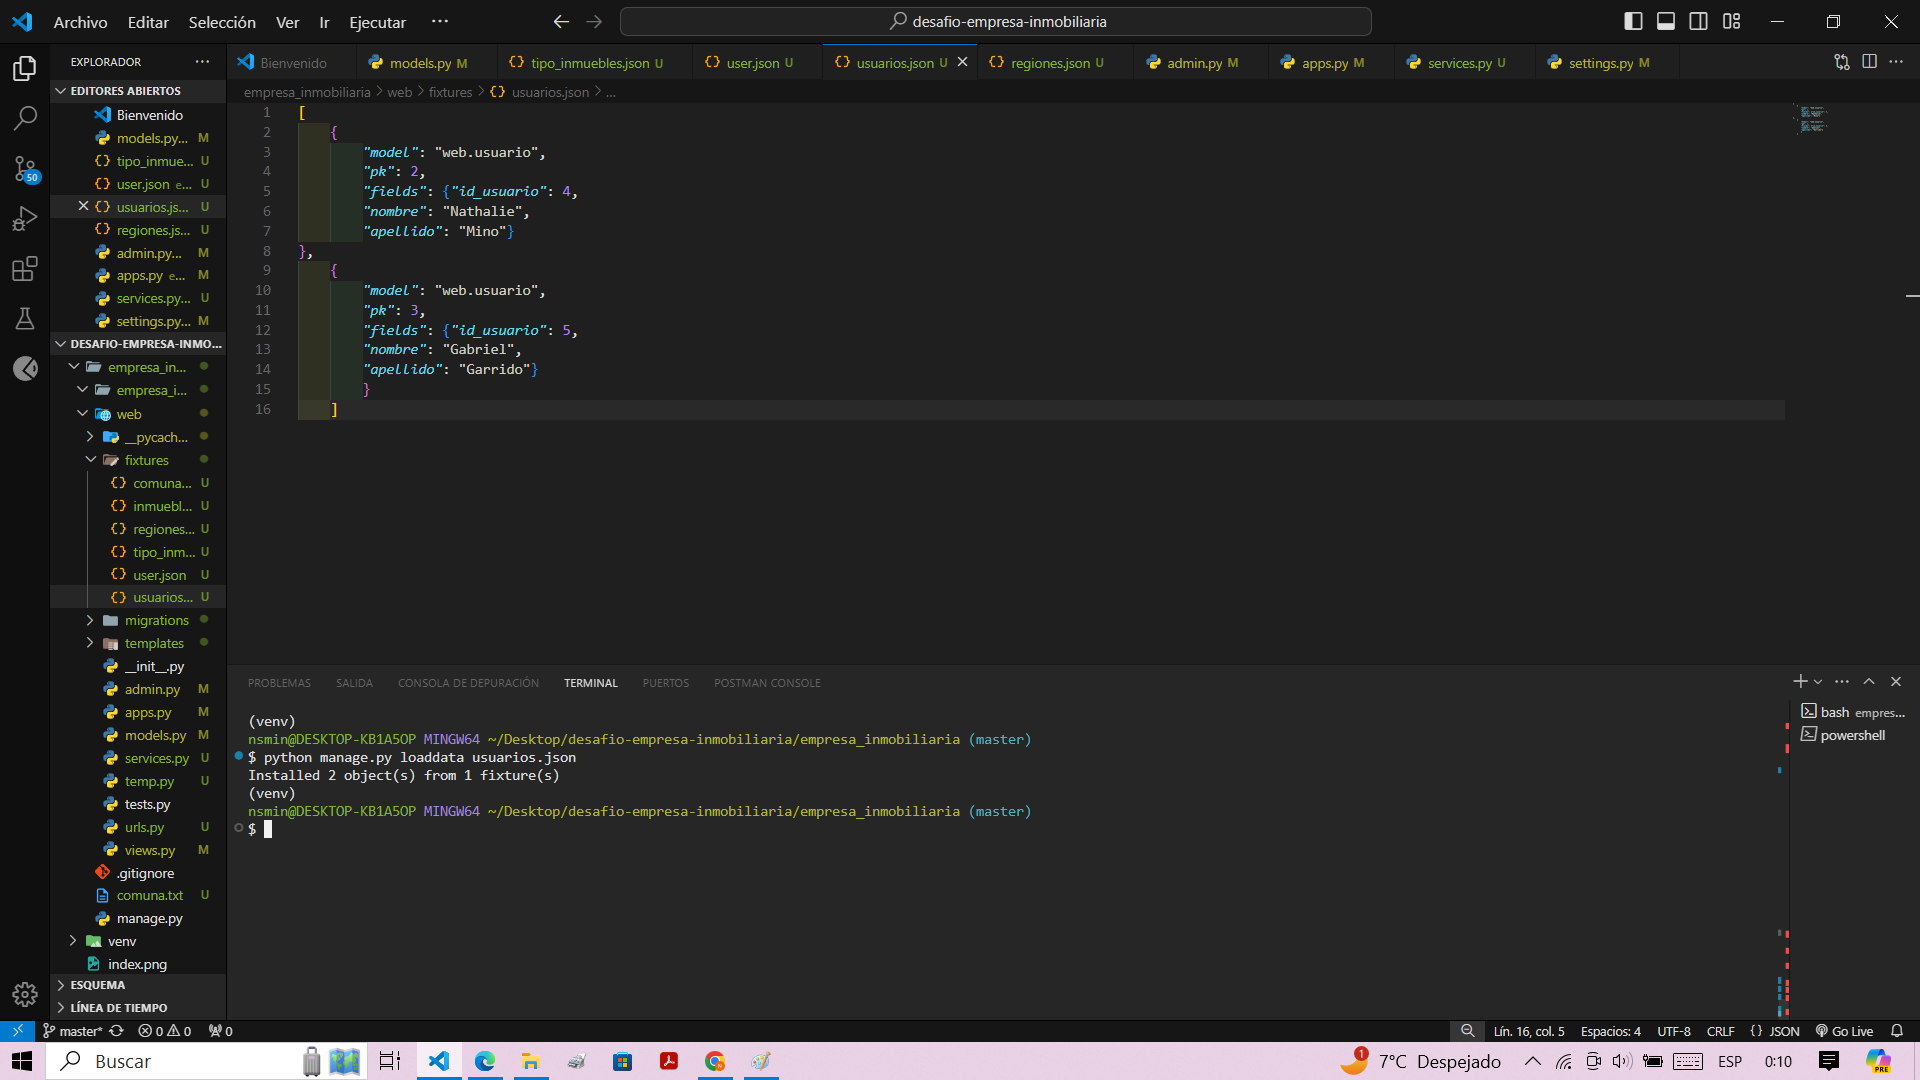 Archivo Editar Selección Ver Ir Ejecutar ···
desafio-empresa-inmobiliaria
EXPLORADOR ···
EDITORES ABIERTOS
Bienvenido
models.py... M
tipo_inmue... U
user.json e... U
usuarios.js... U
regiones.js... U
admin.py... M
apps.py e... M
services.py... U
settings.py... M
DESAFIO-EMPRESA-INMO...
empresa_in...
empresa_i...
web
__pycach...
fixtures
comuna... U
inmuebl... U
regiones... U
tipo_inm... U
user.json U
usuarios... U
migrations
templates
__init__.py
admin.py M
apps.py M
models.py M
services.py U
temp.py U
tests.py
urls.py U
views.py M
.gitignore
comuna.txt U
manage.py
venv
index.png
ESQUEMA
LÍNEA DE TIEMPO
Bienvenido models.py M tipo_inmuebles.json U user.json U usuarios.json U regiones.json U admin.py M apps.py M services.py U settings.py M
empresa_inmobiliaria > web > fixtures > {} usuarios.json > ...
1 [
2 {
3 "model": "web.usuario",
4 "pk": 2,
5 "fields": {"id_usuario": 4,
6 "nombre": "Nathalie",
7 "apellido": "Mino"}
8 },
9 {
10 "model": "web.usuario",
11 "pk": 3,
12 "fields": {"id_usuario": 5,
13 "nombre": "Gabriel",
14 "apellido": "Garrido"}
15 }
16 ]
PROBLEMAS SALIDA CONSOLA DE DEPURACIÓN TERMINAL PUERTOS POSTMAN CONSOLE
(venv)
nsmin@DESKTOP-KB1A5OP MINGW64 ~/Desktop/desafio-empresa-inmobiliaria/empresa_inmobiliaria (master)
$ python manage.py loaddata usuarios.json
Installed 2 object(s) from 1 fixture(s)
(venv)
nsmin@DESKTOP-KB1A5OP MINGW64 ~/Desktop/desafio-empresa-inmobiliaria/empresa_inmobiliaria (master)
$
bash empres...
powershell
50
master* 0 0 0
Lín. 16, col. 5 Espacios: 4 UTF-8 CRLF {} JSON Go Live
Buscar
1
7°C Despejado
ESP
0:10
PRE